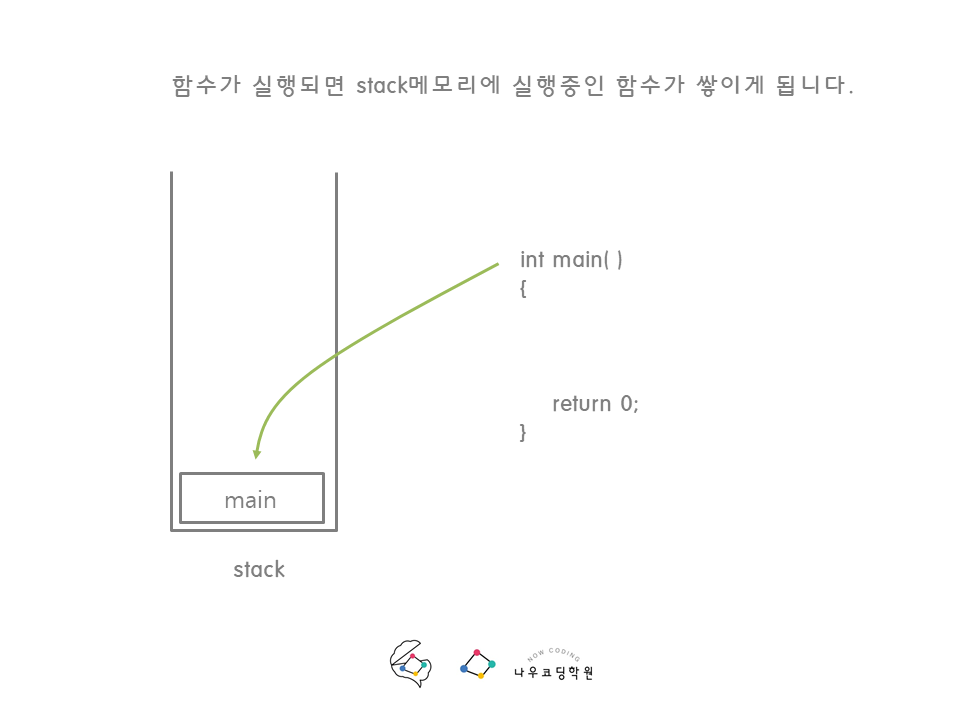 함수가 실행되면 stack메모리에 실행중인 함수가 쌓이게 됩니다.
int main( )
{
return 0;
}
main
stack
NOW CODING
나우코딩학원